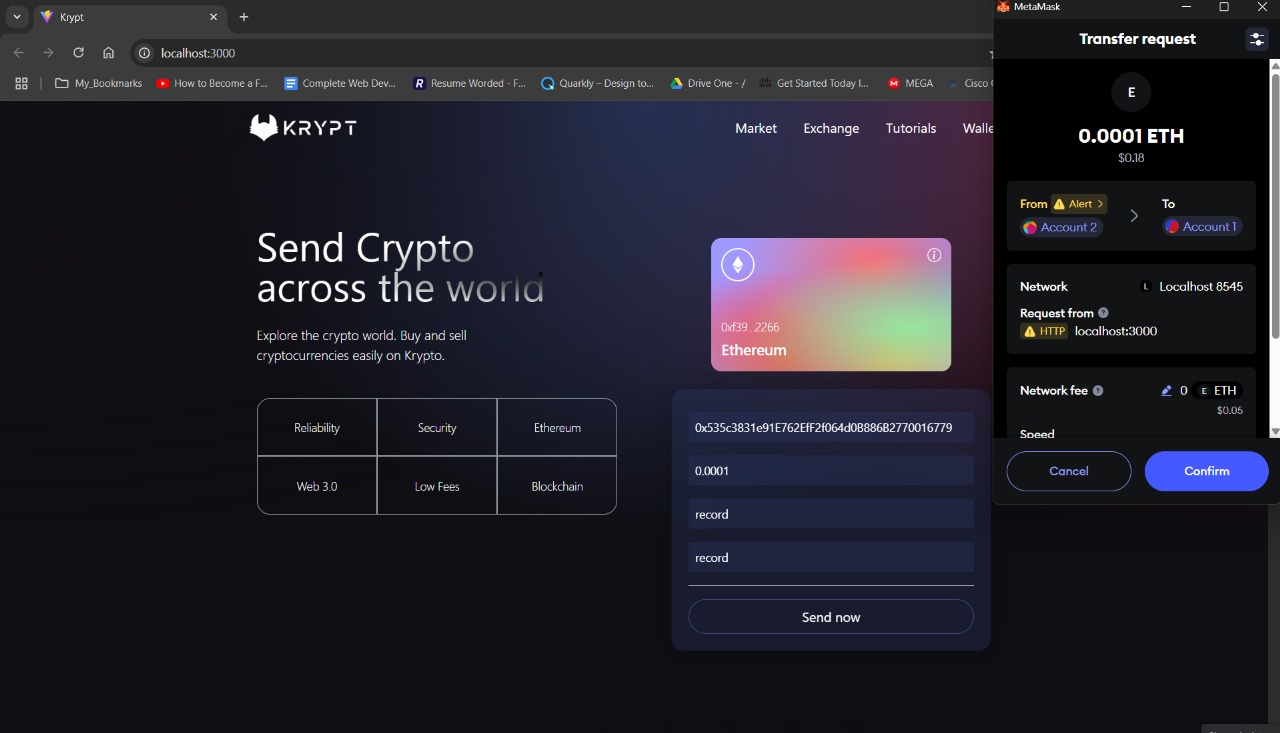 Krypt
localhost:3000
My_Bookmarks
How to Become a F...
Complete Web Dev...
Resume Worded - F...
Quarkly – Design to...
Drive One - /
Get Started Today I...
MEGA
Cisco
KRYPT
Market
Exchange
Tutorials
Walle
Send Crypto
across the world
Explore the crypto world. Buy and sell
cryptocurrencies easily on Krypto.
Reliability
Security
Ethereum
Web 3.0
Low Fees
Blockchain
0xf39...2266
Ethereum
0x535c3831e91E762EfF2f064d0B886B2770016779
0.0001
record
record
Send now
MetaMask
Transfer request
E
0.0001 ETH
$0.18
From Alert >
To
Account 2
Account 1
Network
L Localhost 8545
Request from ?
HTTP localhost:3000
Network fee ?
0 E ETH
$0.05
Speed
Cancel
Confirm